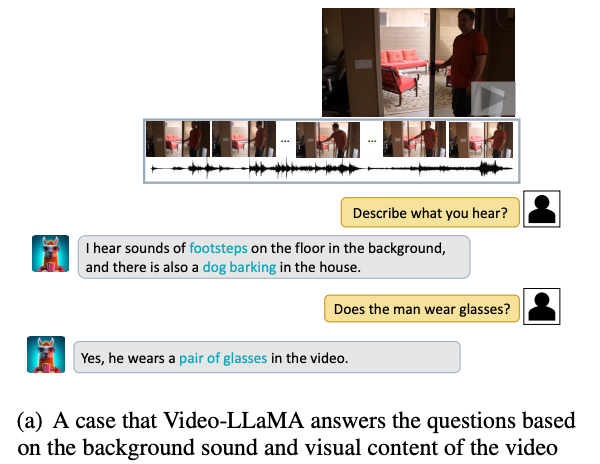 ...
...
Describe what you hear?
I hear sounds of footsteps on the floor in the background,
and there is also a dog barking in the house.
Does the man wear glasses?
Yes, he wears a pair of glasses in the video.
(a) A case that Video-LLaMA answers the questions based
on the background sound and visual content of the video